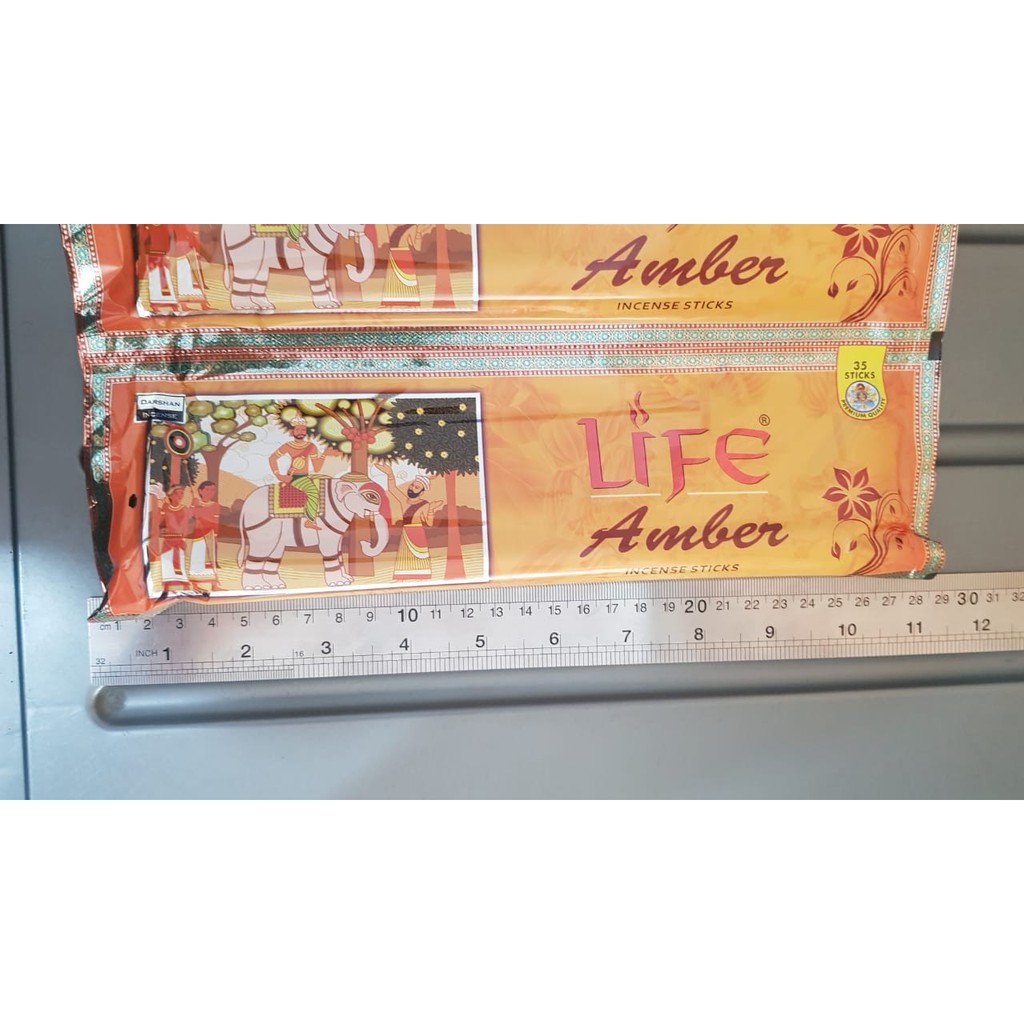 Amber
INCENSE STICKS
35
STICKS
PREMIUM QUALITY
DARSHAN
INCENSE
LiFE®
Amber
INCENSE STICKS
cm 1 2 3 4 5 6 7 8 9 10 11 12 13 14 15 16 17 18 19 20 21 22 23 24 25 26 27 28 29 30 31 32
INCH 1 2 3 4 5 6 7 8 9 10 11 12
32 16